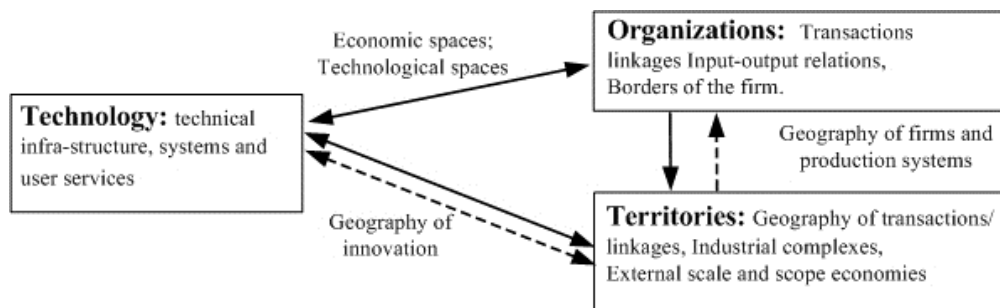 Economic spaces;
Technological spaces
Organizations: Transactions
linkages Input-output relations,
Borders of the firm.
Technology: technical
infra-structure, systems and
user services
Geography of firms and
production systems
Geography of
innovation
Territories: Geography of transactions/
linkages, Industrial complexes,
External scale and scope economies